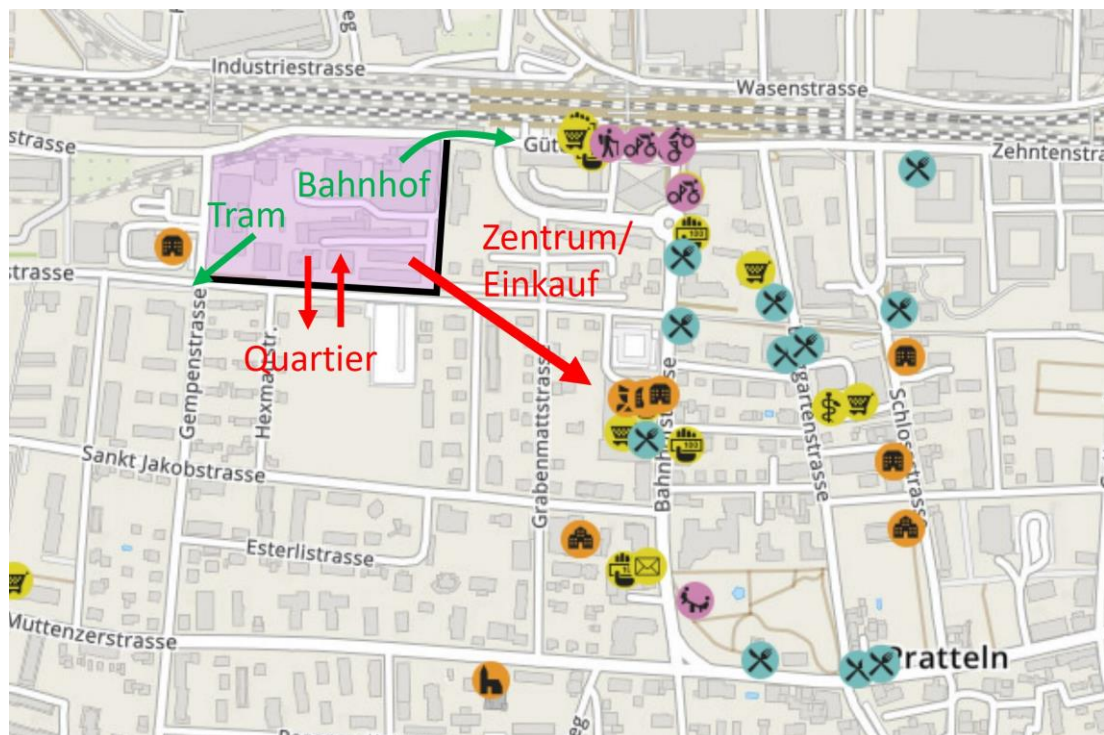 Industriestrasse
Wasenstrasse
strasse
Güt
Zehntenstra
Bahnhof
Tram
Zentrum/
Einkauf
strasse
Quartier
Gempenstrasse
Hexmattstr.
Grabenmattstrasse
Bahnhofstrasse
Schlossstrasse
Sankt Jakobstrasse
Esterlistrasse
Muttenzerstrasse
Pratteln